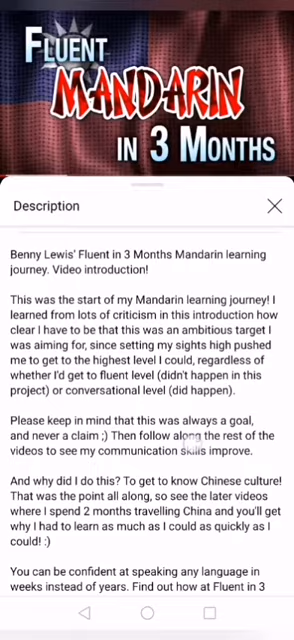 FLUENT
MANDARIN
IN 3 MONTHS
Description
Benny Lewis' Fluent in 3 Months Mandarin learning
journey. Video introduction!
This was the start of my Mandarin learning journey! I
learned from lots of criticism in this introduction how
clear I have to be that this was an ambitious target I
was aiming for, since setting my sights high pushed
me to get to the highest level I could, regardless of
whether I'd get to fluent level (didn't happen in this
project) or conversational level (did happen).
Please keep in mind that this was always a goal,
and never a claim ;) Then follow along the rest of the
videos to see my communication skills improve.
And why did I do this? To get to know Chinese culture!
That was the point all along, so see the later videos
where I spend 2 months travelling China and you'll get
why I had to learn as much as I could as quickly as I
could! :)
You can be confident at speaking any language in
weeks instead of years. Find out how at Fluent in 3